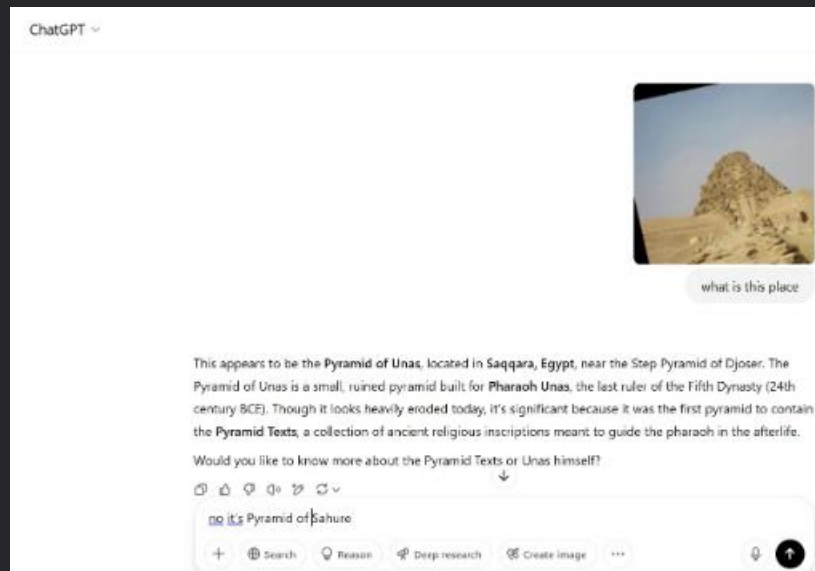 ChatGPT
what is this place
This appears to be the Pyramid of Unas, located in Saqqara, Egypt, near the Step Pyramid of Djoser. The
Pyramid of Unas is a small, ruined pyramid built for Pharaoh Unas, the last ruler of the Fifth Dynasty (24th
century BCE). Though it looks heavily eroded today, it's significant because it was the first pyramid to contain
the Pyramid Texts, a collection of ancient religious inscriptions meant to guide the pharaoh in the afterlife.
Would you like to know more about the Pyramid Texts or Unas himself?
no it's Pyramid of Sahure
Search Reason Deep research Create image